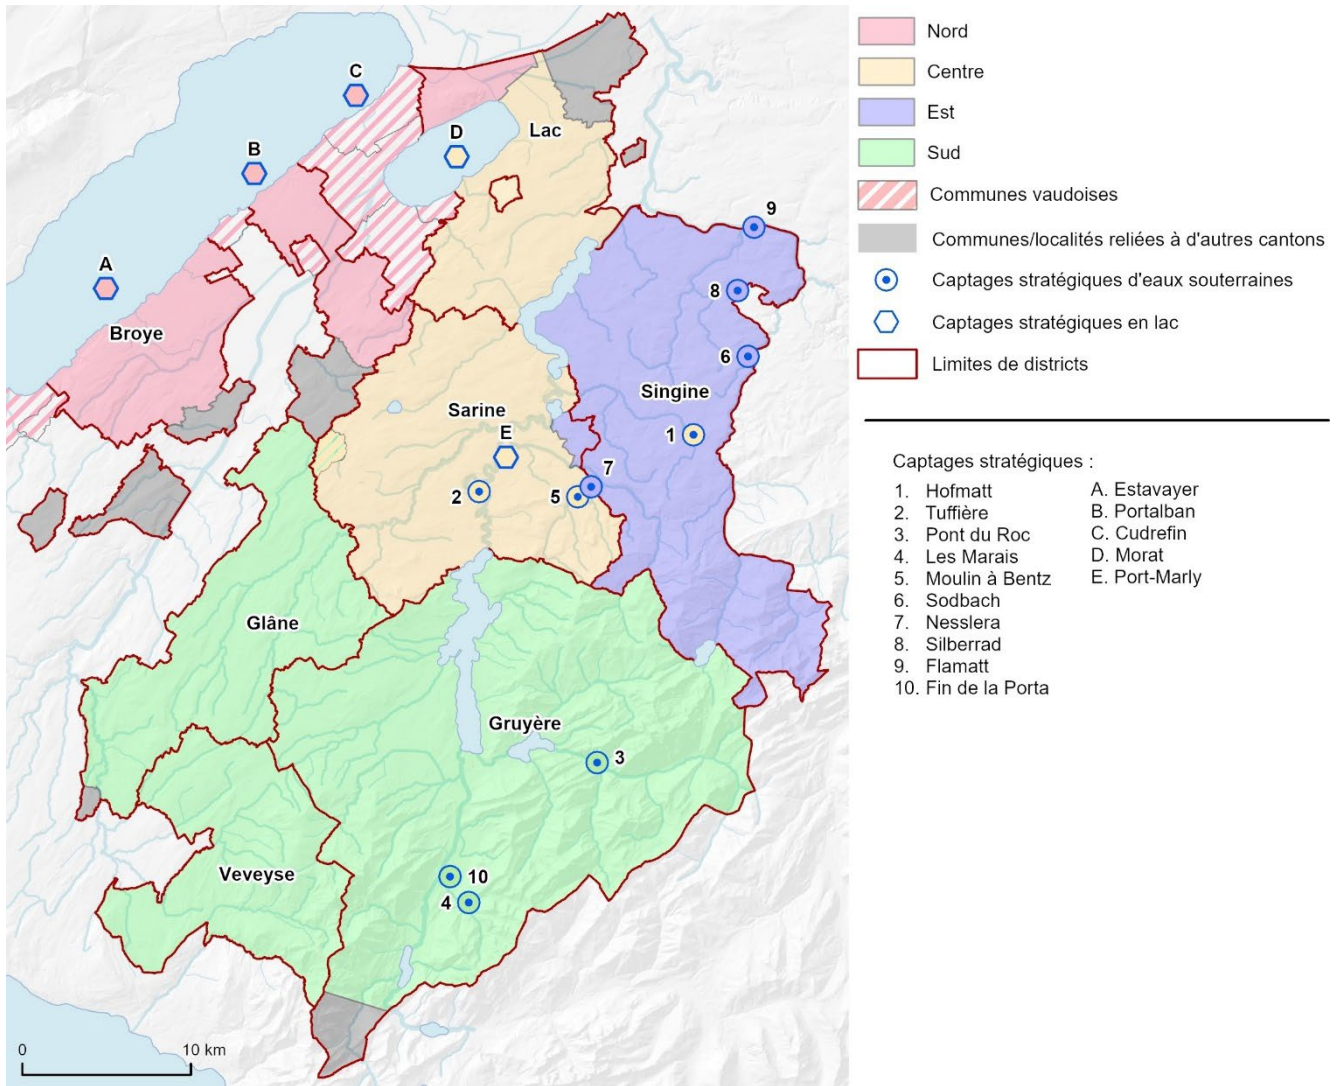 C
B
D
A
Lac
Broye
9
8
6
Singine
Sarine
1
E
7
2
5
Glâne
Gruyère
3
Veveyse
10
4
0 10 km
Nord
Centre
Est
Sud
Communes vaudoises
Communes/localités reliées à d'autres cantons
Captages stratégiques d'eaux souterraines
Captages stratégiques en lac
Limites de districts
Captages stratégiques :
1. Hofmatt
2. Tuffière
3. Pont du Roc
4. Les Marais
5. Moulin à Bentz
6. Sodbach
7. Nesslera
8. Silberrad
9. Flamatt
10. Fin de la Porta
A. Estavayer
B. Portalban
C. Cudrefin
D. Morat
E. Port-Marly